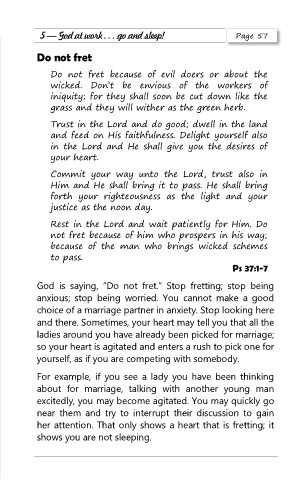 5 — God at work . . . go and sleep!
Page 57
Do not fret
Do not fret because of evil doers or about the
wicked. Don't be envious of the workers of
iniquity; for they shall soon be cut down like the
grass and they will wither as the green herb.
Trust in the Lord and do good; dwell in the land
and feed on His faithfulness. Delight yourself also
in the Lord and He shall give you the desires of
your heart.
Commit your way unto the Lord, trust also in
Him and He shall bring it to pass. He shall bring
forth your righteousness as the light and your
justice as the noon day.
Rest in the Lord and wait patiently for Him. Do
not fret because of him who prospers in his way;
because of the man who brings wicked schemes
to pass.
Ps 37:1-7
God is saying, "Do not fret." Stop fretting; stop being
anxious; stop being worried. You cannot make a good
choice of a marriage partner in anxiety. Stop looking here
and there. Sometimes, your heart may tell you that all the
ladies around you have already been picked for marriage;
so your heart is agitated and enters a rush to pick one for
yourself, as if you are competing with somebody.
For example, if you see a lady you have been thinking
about for marriage, talking with another young man
excitedly, you may become agitated. You may quickly go
near them and try to interrupt their discussion to gain
her attention. That only shows a heart that is fretting; it
shows you are not sleeping.